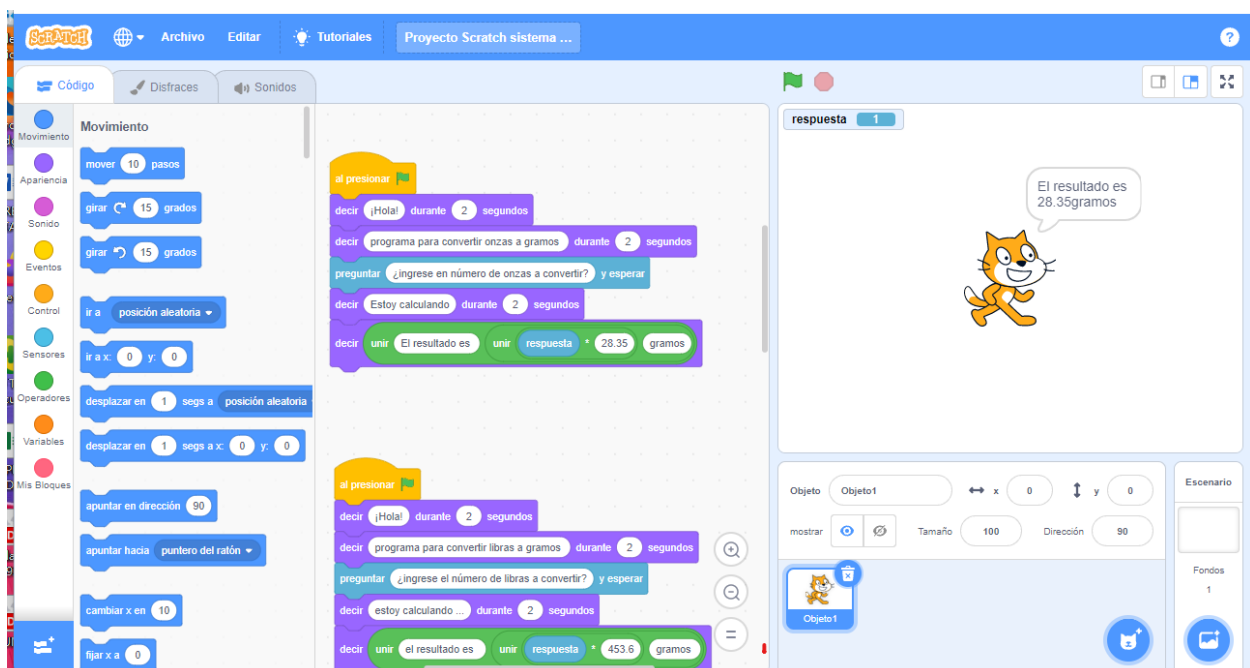 SCRATCH Archivo Editar Tutoriales Proyecto Scratch sistema ... ?
Código Disfraces Sonidos
Movimiento
Apariencia
Sonido
Eventos
Control
Sensores
Operadores
Variables
Mis Bloques
Movimiento
mover 10 pasos
girar 15 grados
girar 15 grados
ir a posición aleatoria
ir a x: 0 y: 0
desplazar en 1 segs a posición aleatoria
desplazar en 1 segs a x: 0 y: 0
apuntar en dirección 90
apuntar hacia puntero del ratón
cambiar x en 10
fijar x a 0
al presionar
decir ¡Hola! durante 2 segundos
decir programa para convertir onzas a gramos durante 2 segundos
preguntar ¿ingrese en número de onzas a convertir? y esperar
decir Estoy calculando durante 2 segundos
decir unir El resultado es unir respuesta * 28.35 gramos
al presionar
decir ¡Hola! durante 2 segundos
decir programa para convertir libras a gramos durante 2 segundos
preguntar ¿ingrese el número de libras a convertir? y esperar
decir estoy calculando ... durante 2 segundos
decir unir el resultado es unir respuesta * 453.6 gramos
respuesta 1
El resultado es
28.35gramos
Objeto Objeto1 x 0 y 0
mostrar Tamaño 100 Dirección 90
Objeto1
Escenario
Fondos
1